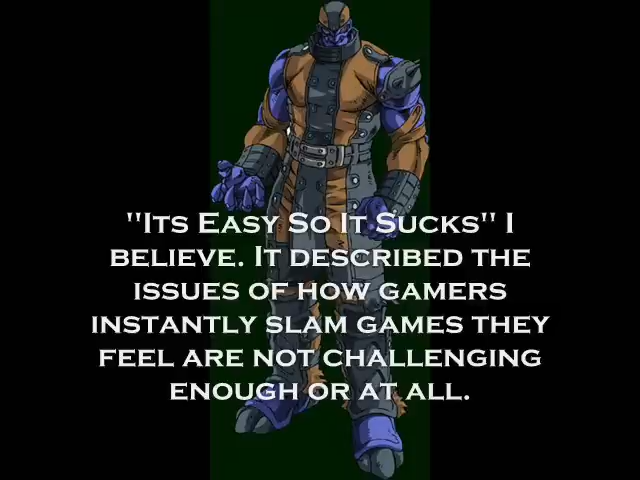 "Its Easy So It Sucks" I
believe. It described the
issues of how gamers
instantly slam games they
feel are not challenging
enough or at all.